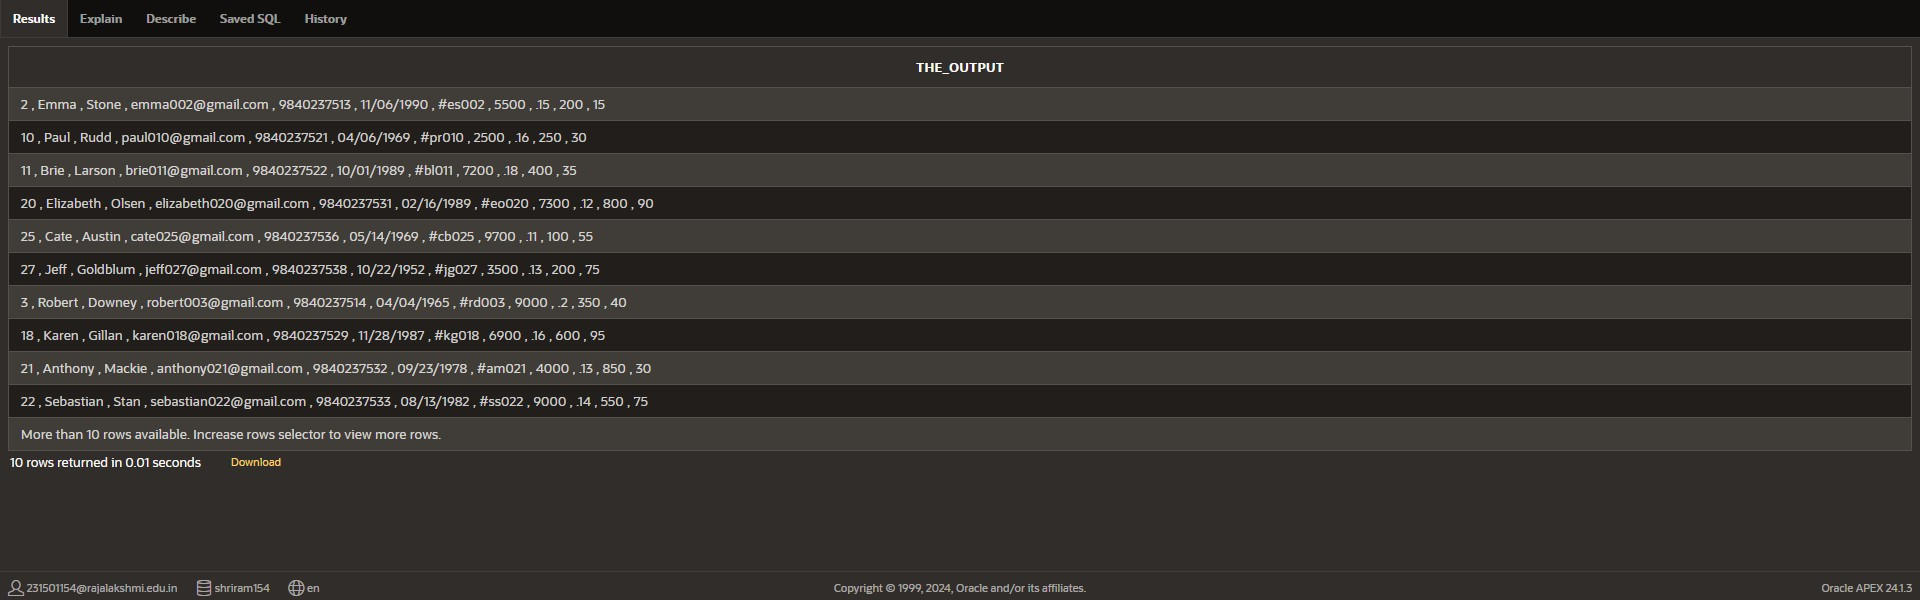 Results Explain Describe Saved SQL History
THE_OUTPUT
2 , Emma , Stone , emma002@gmail.com , 9840237513 , 11/06/1990 , #es002 , 5500 , .15 , 200 , 15
10 , Paul , Rudd , paul010@gmail.com , 9840237521 , 04/06/1969 , #pr010 , 2500 , .16 , 250 , 30
11 , Brie , Larson , brie011@gmail.com , 9840237522 , 10/01/1989 , #bl011 , 7200 , .18 , 400 , 35
20 , Elizabeth , Olsen , elizabeth020@gmail.com , 9840237531 , 02/16/1989 , #eo020 , 7300 , .12 , 800 , 90
25 , Cate , Austin , cate025@gmail.com , 9840237536 , 05/14/1969 , #cb025 , 9700 , .11 , 100 , 55
27 , Jeff , Goldblum , jeff027@gmail.com , 9840237538 , 10/22/1952 , #jg027 , 3500 , .13 , 200 , 75
3 , Robert , Downey , robert003@gmail.com , 9840237514 , 04/04/1965 , #rd003 , 9000 , .2 , 350 , 40
18 , Karen , Gillan , karen018@gmail.com , 9840237529 , 11/28/1987 , #kg018 , 6900 , .16 , 600 , 95
21 , Anthony , Mackie , anthony021@gmail.com , 9840237532 , 09/23/1978 , #am021 , 4000 , .13 , 850 , 30
22 , Sebastian , Stan , sebastian022@gmail.com , 9840237533 , 08/13/1982 , #ss022 , 9000 , .14 , 550 , 75
More than 10 rows available. Increase rows selector to view more rows.
10 rows returned in 0.01 seconds Download
231501154@rajalakshmi.edu.in shriram154 en Copyright © 1999, 2024, Oracle and/or its affiliates. Oracle APEX 24.1.3